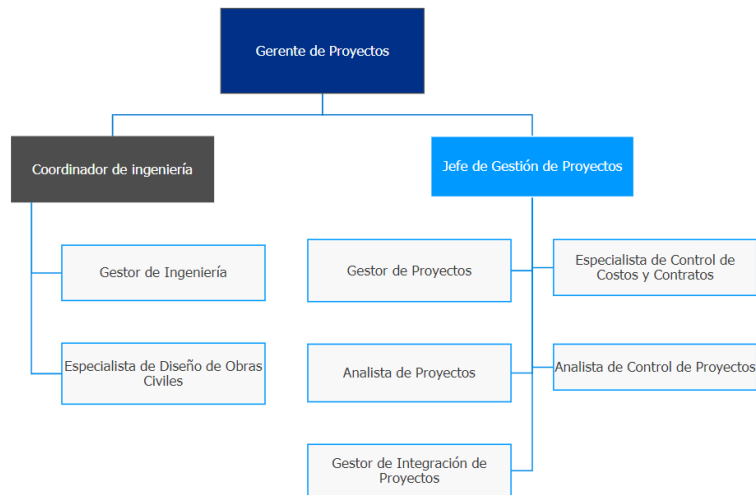 Gerente de Proyectos
Coordinador de ingeniería
Jefe de Gestión de Proyectos
Gestor de Ingeniería
Gestor de Proyectos
Especialista de Control de
Costos y Contratos
Especialista de Diseño de Obras
Civiles
Analista de Proyectos
Analista de Control de Proyectos
Gestor de Integración de
Proyectos